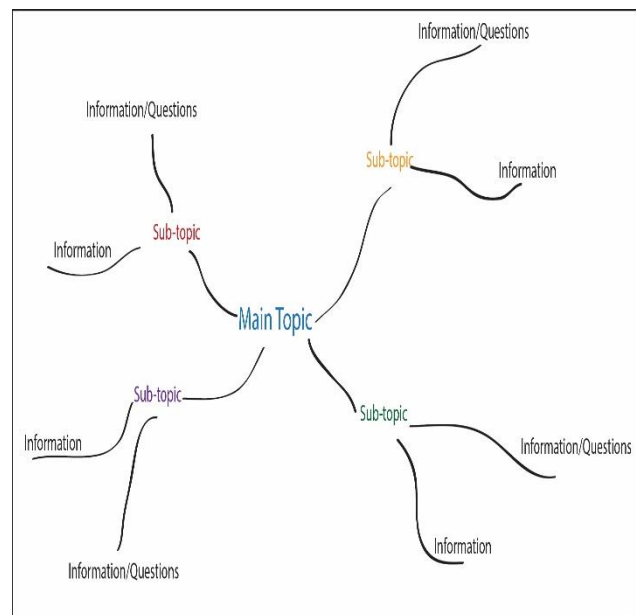 Information/Questions
Information/Questions
Sub-topic
Information
Sub-topic
Information
Main Topic
Sub-topic
Sub-topic
Information
Information/Questions
Information
Information/Questions